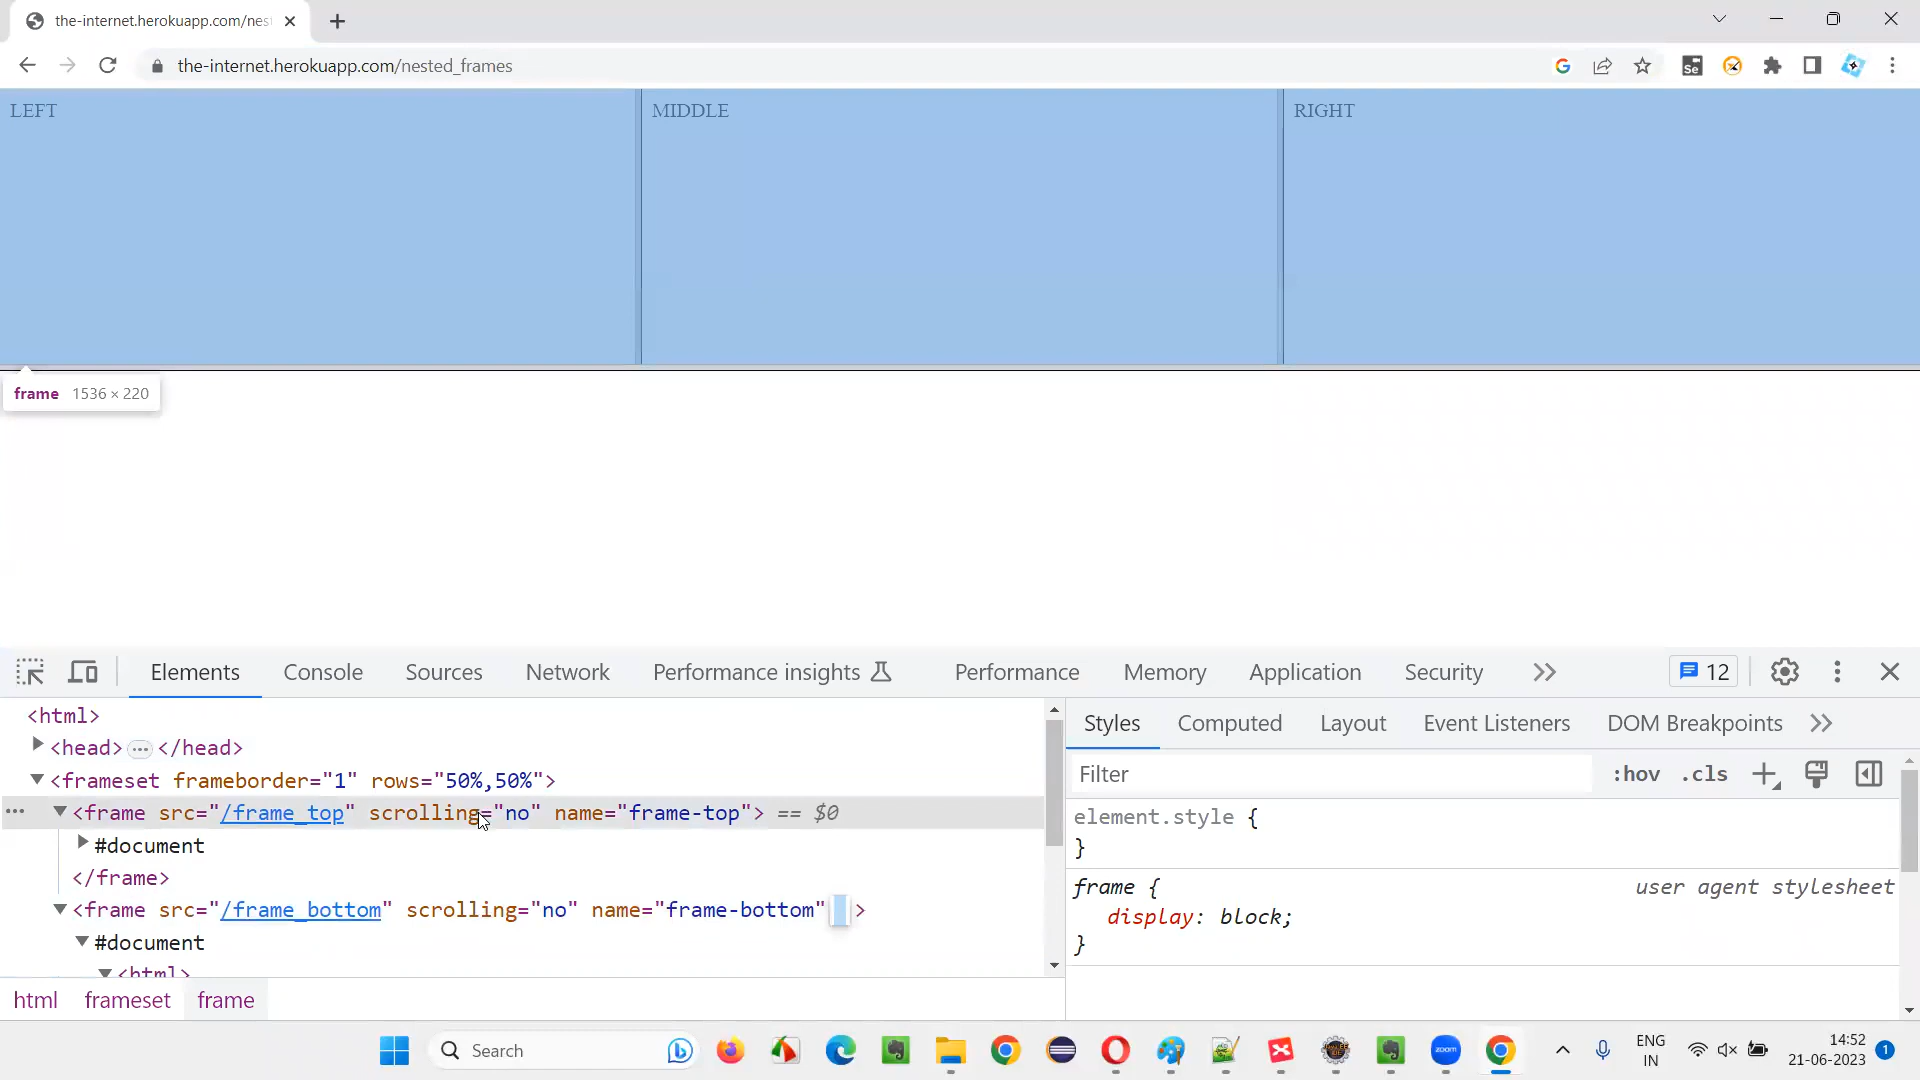 the-internet.herokuapp.com/nest
the-internet.herokuapp.com/nested_frames
LEFT
MIDDLE
RIGHT
frame 1536 × 220
Elements
Console
Sources
Network
Performance insights
Performance
Memory
Application
Security
12
<html>
<head> ... </head>
<frameset frameborder="1" rows="50%,50%">
<frame src="/frame_top" scrolling="no" name="frame-top"> == $0
#document
</frame>
<frame src="/frame_bottom" scrolling="no" name="frame-bottom" >
#document
<html>
html frameset frame
Styles
Computed
Layout
Event Listeners
DOM Breakpoints
Filter
:hov .cls
element.style {
}
frame { user agent stylesheet
display: block;
}
Search
zoom
ENG
IN
14:52
21-06-2023
1